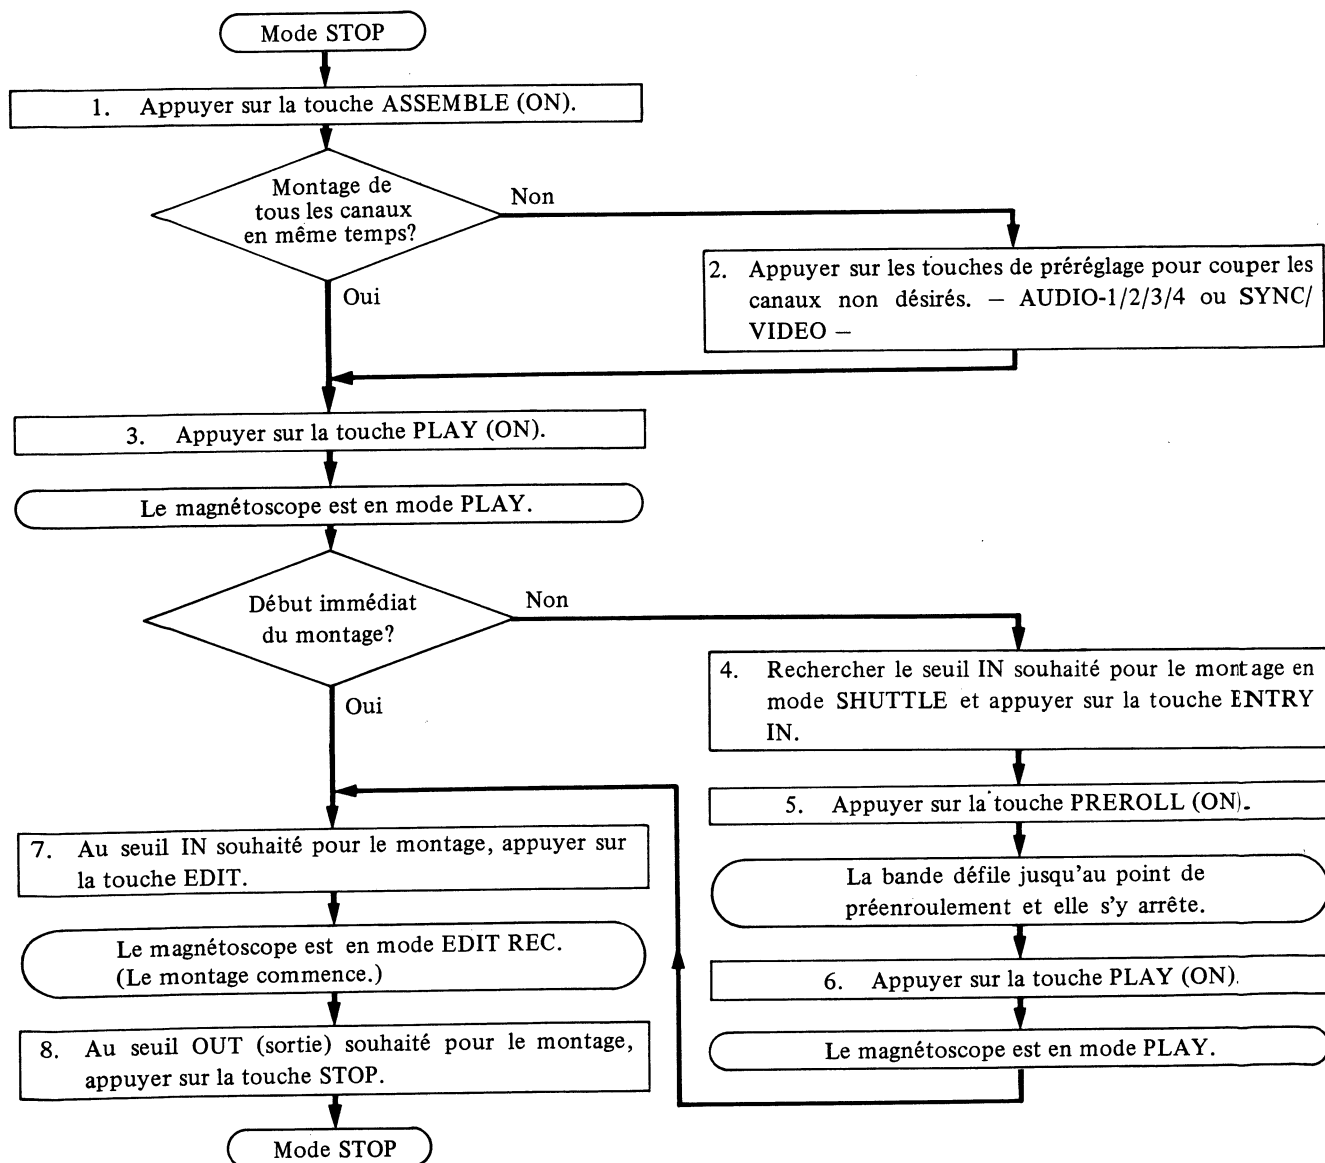 Mode STOP
1. Appuyer sur la touche ASSEMBLE (ON).
Montage de
tous les canaux
en même temps?
Non
Oui
2. Appuyer sur les touches de préréglage pour couper les
canaux non désirés. – AUDIO-1/2/3/4 ou SYNC/
VIDEO –
3. Appuyer sur la touche PLAY (ON).
Le magnétoscope est en mode PLAY.
Début immédiat
du montage?
Non
Oui
4. Rechercher le seuil IN souhaité pour le montage en
mode SHUTTLE et appuyer sur la touche ENTRY
IN.
5. Appuyer sur la touche PREROLL (ON).
La bande défile jusqu'au point de
préenroulement et elle s'y arrête.
6. Appuyer sur la touche PLAY (ON).
Le magnétoscope est en mode PLAY.
7. Au seuil IN souhaité pour le montage, appuyer sur
la touche EDIT.
Le magnétoscope est en mode EDIT REC.
(Le montage commence.)
8. Au seuil OUT (sortie) souhaité pour le montage,
appuyer sur la touche STOP.
Mode STOP